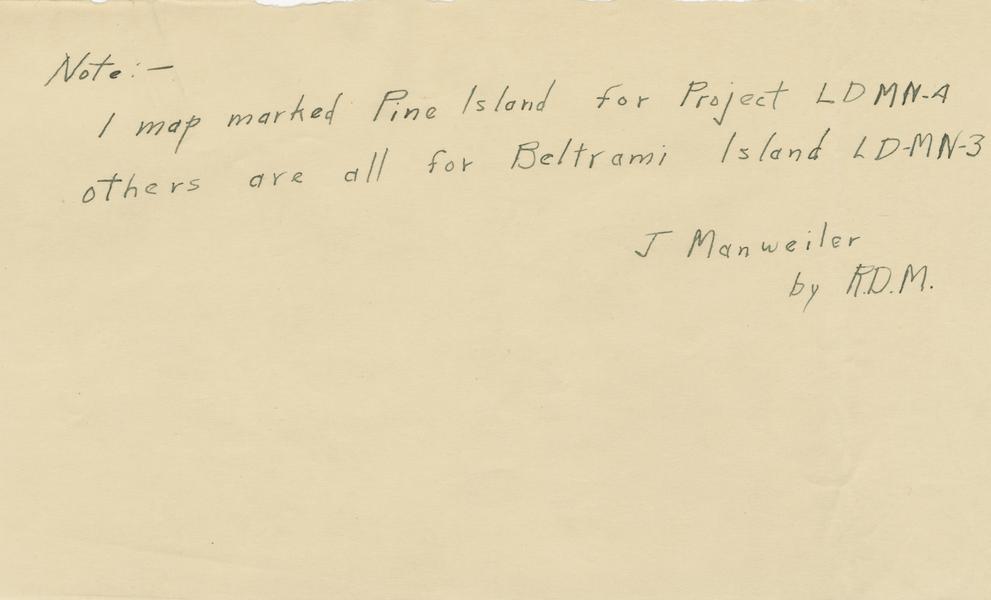 Note:—
1 map marked Pine Island for Project LDMN-4
others are all for Beltrami Island LD-MN-3
J Manweiler
by R.D.M.